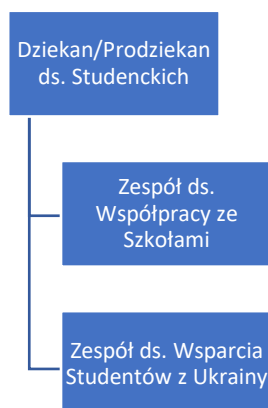 Dziekan/Prodziekan
ds. Studenckich
Zespół ds.
Współpracy ze
Szkołami
Zespół ds. Wsparcia
Studentów z Ukrainy